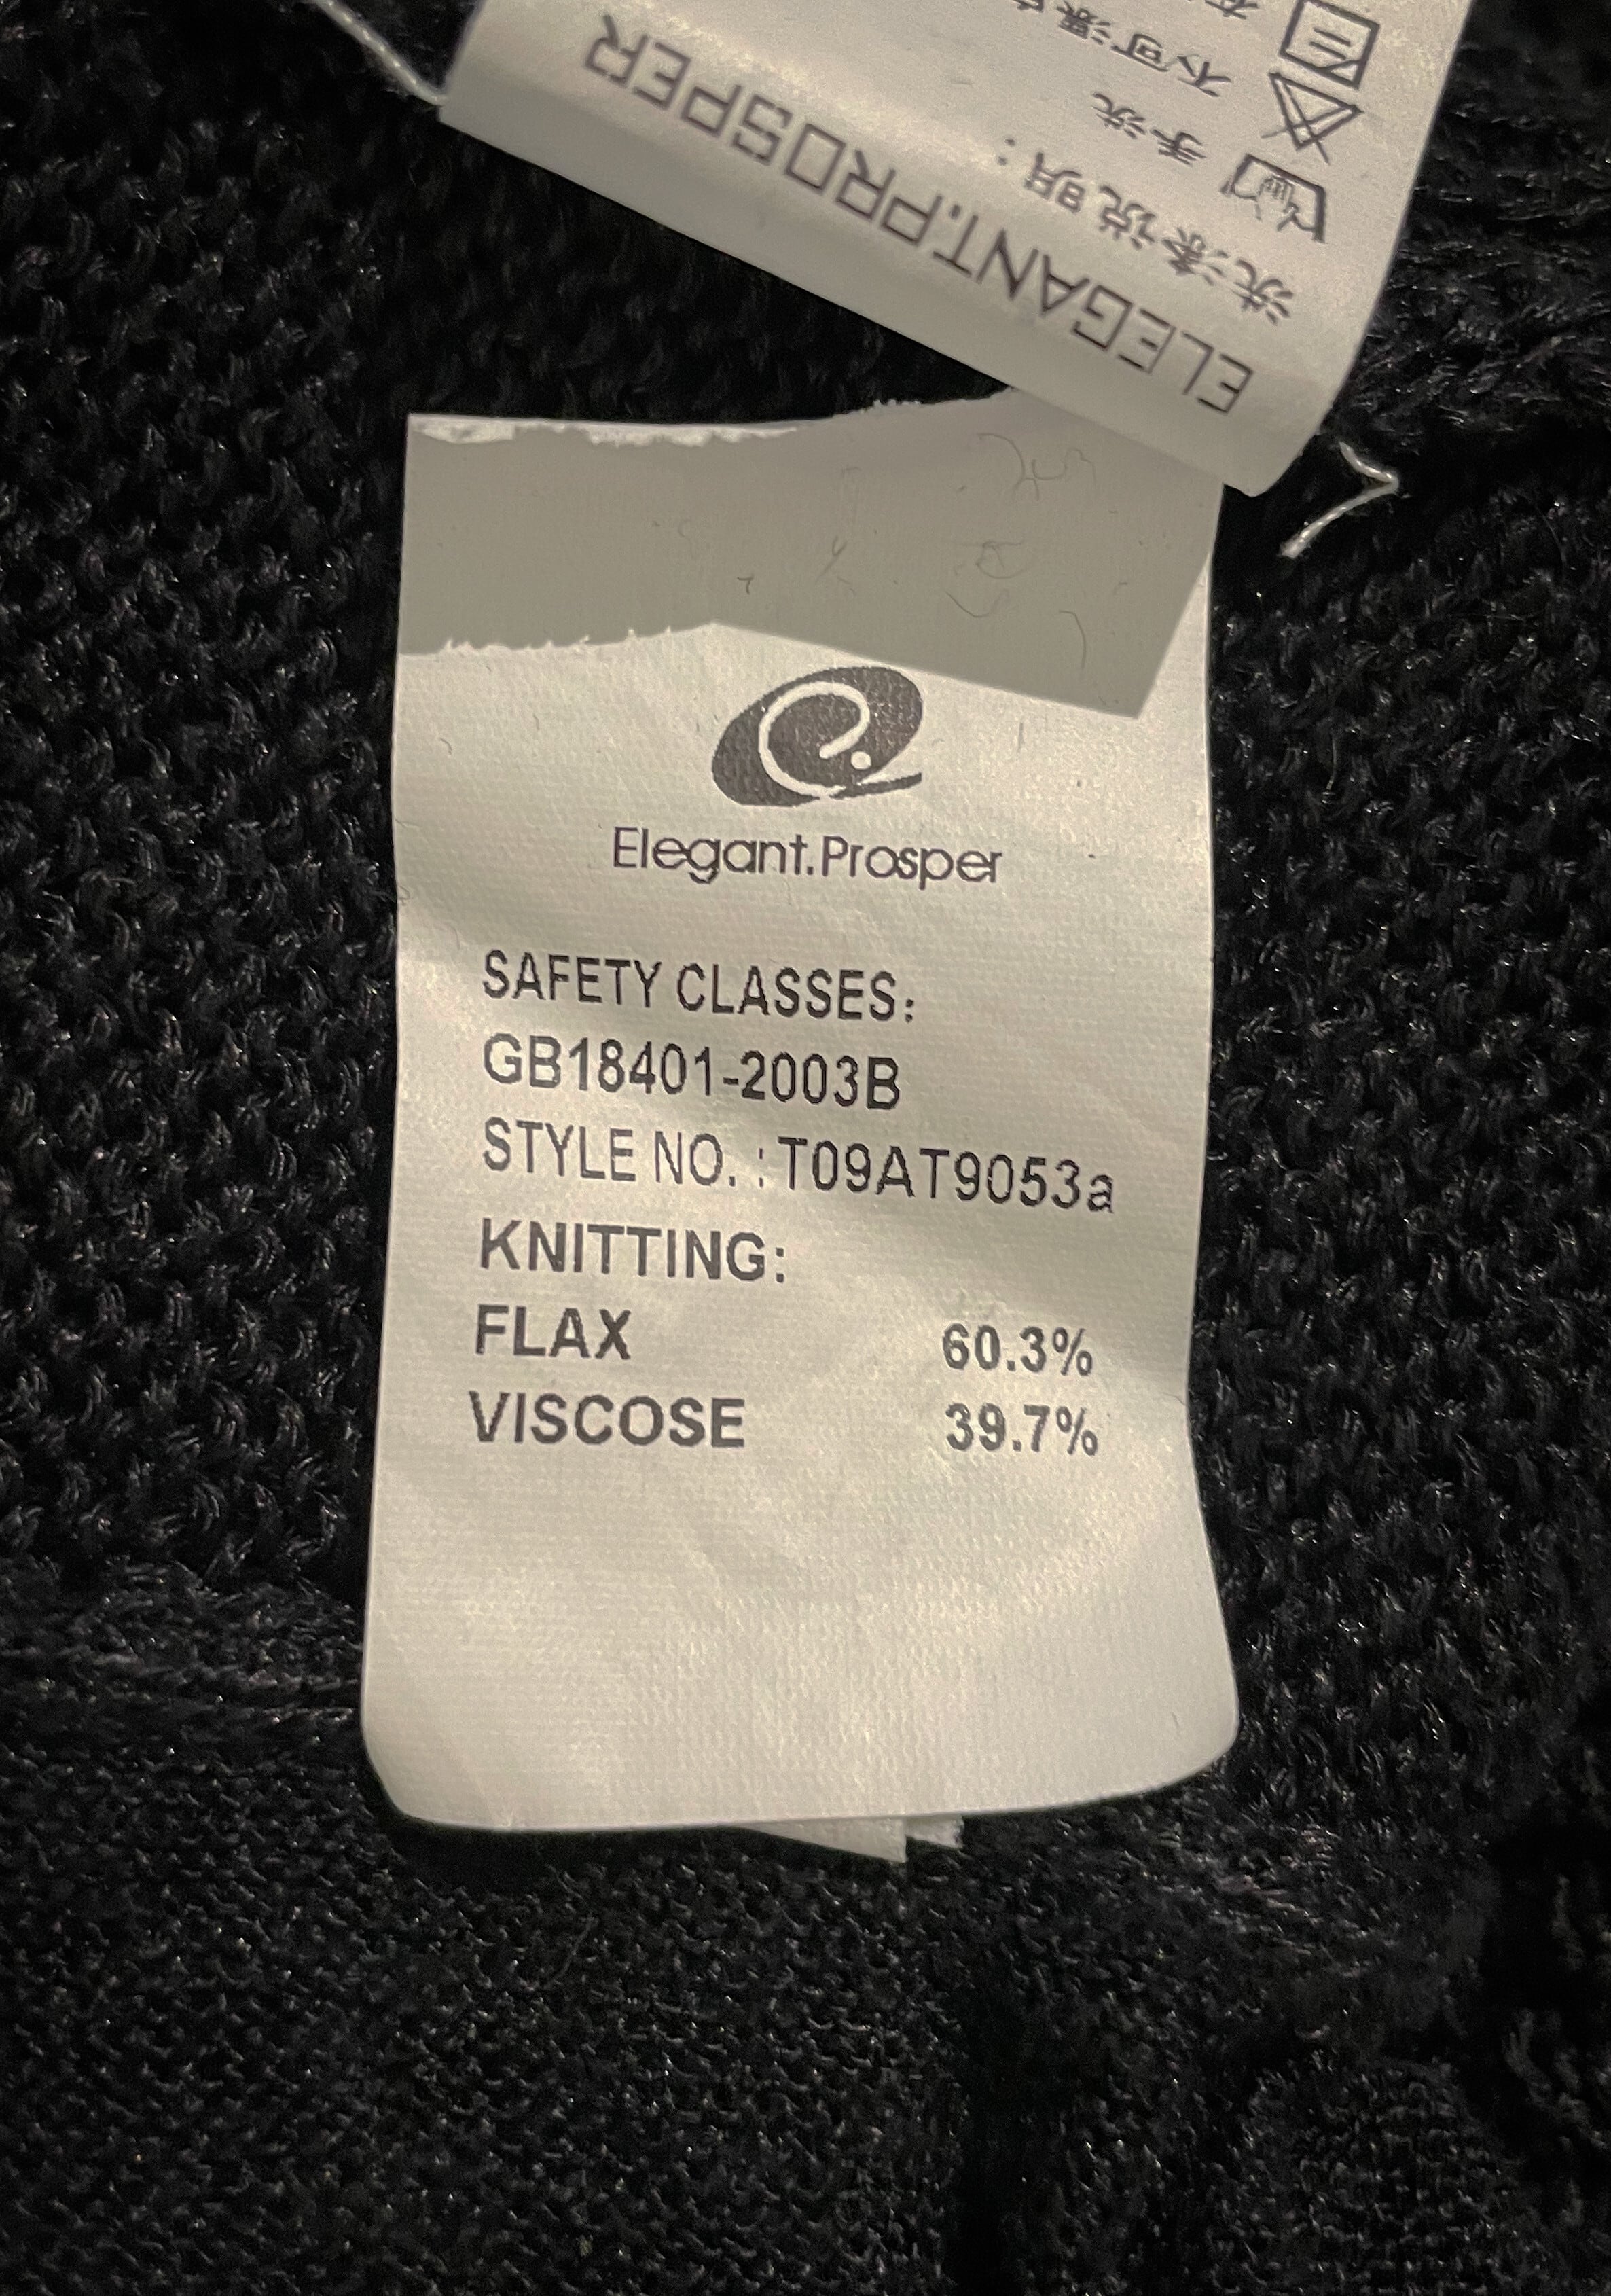 ELEGANT.PROSPER
洗涤说明：
手洗
不可漂
Elegant.Prosper
SAFETY CLASSES:
GB18401-2003B
STYLE NO. : T09AT9053a
KNITTING:
FLAX 60.3%
VISCOSE 39.7%